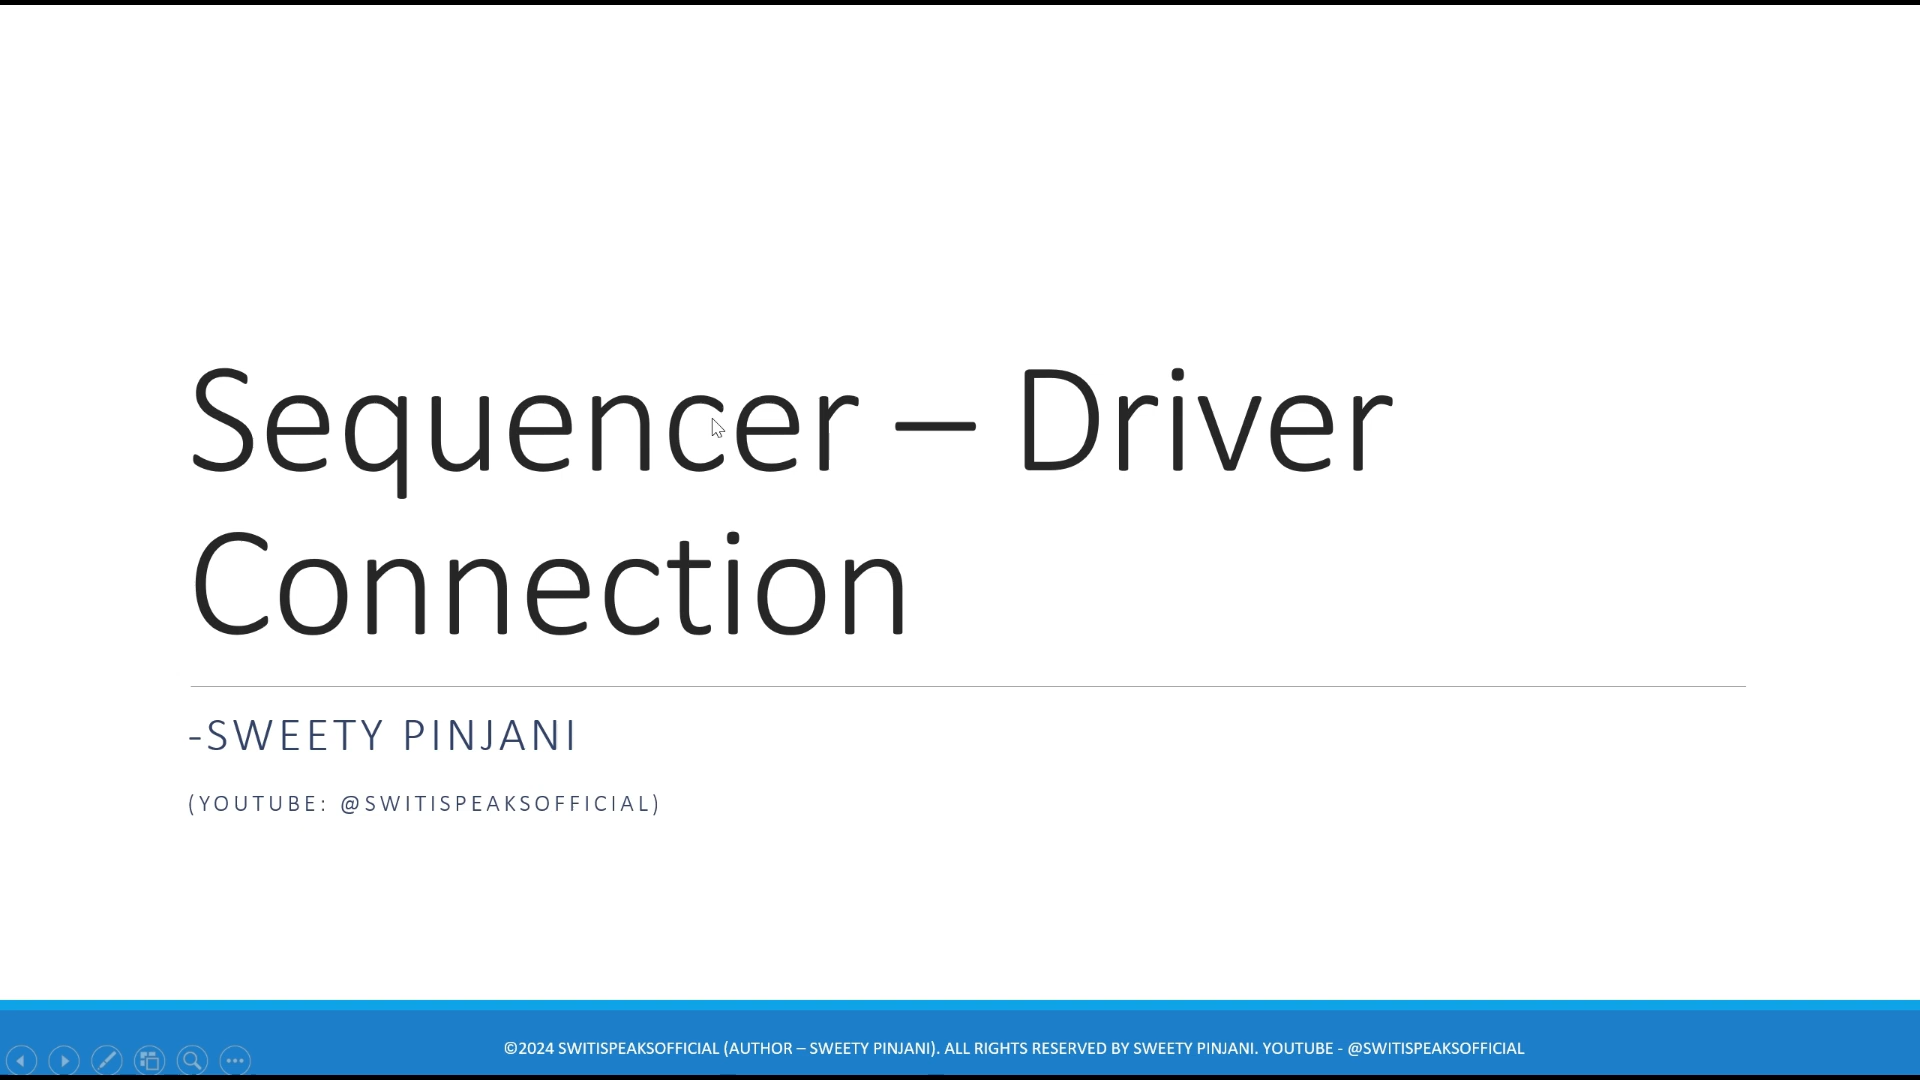 Sequencer – Driver
Connection
-SWEETY PINJANI
(YOUTUBE: @SWITISPEAKSOFFICIAL)
©2024 SWITISPEAKSOFFICIAL (AUTHOR – SWEETY PINJANI). ALL RIGHTS RESERVED BY SWEETY PINJANI. YOUTUBE - @SWITISPEAKSOFFICIAL